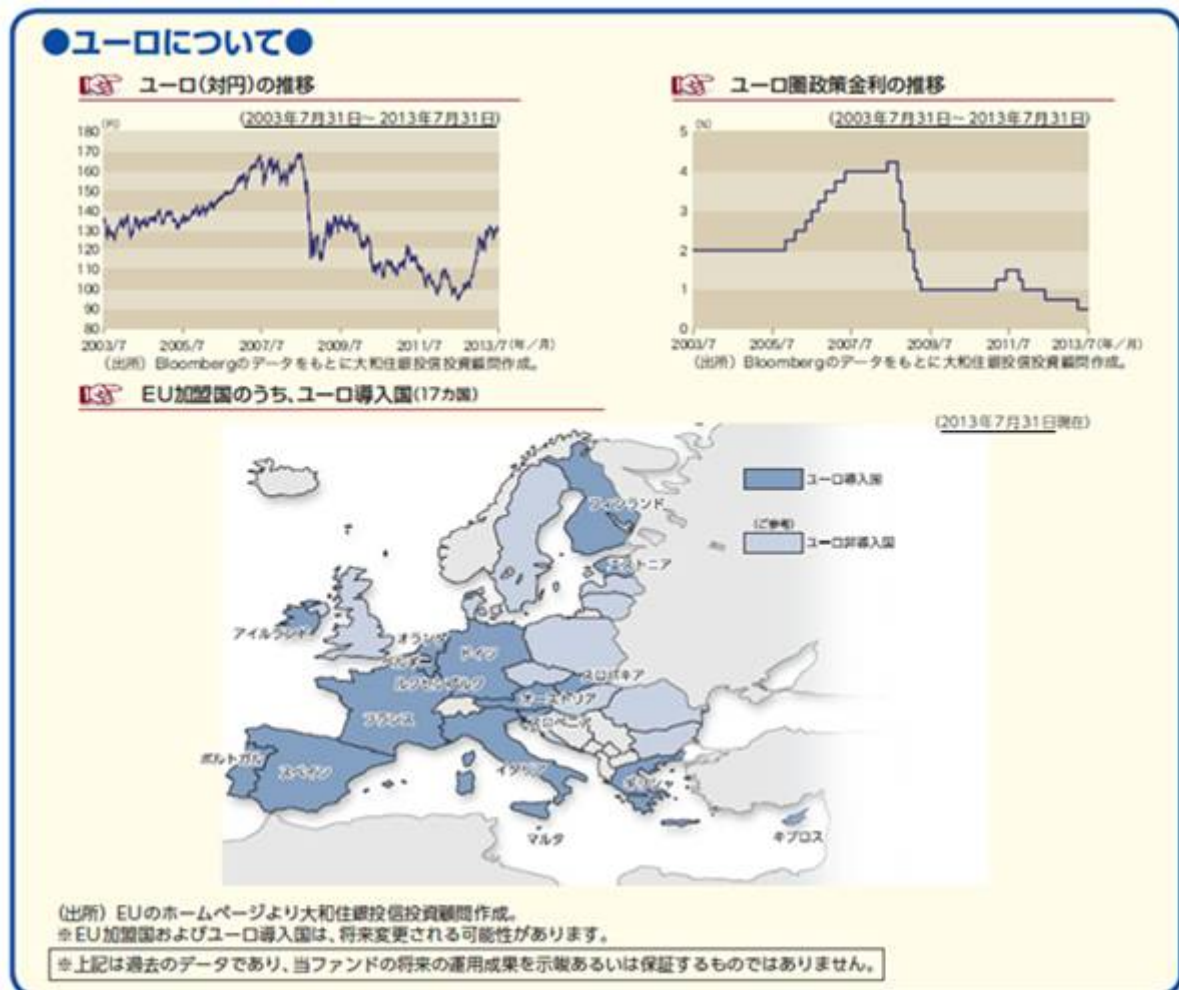 ●ユーロについて●
ユーロ(対円)の推移
(2003年7月31日～2013年7月31日)
(円)
180
170
160
150
140
130
120
110
100
90
80
2003/7 2005/7 2007/7 2009/7 2011/7 2013/7(年/月)
(出所)Bloombergのデータをもとに大和住銀投信投資顧問作成。
ユーロ圏政策金利の推移
(2003年7月31日～2013年7月31日)
(%)
5
4
3
2
1
0
2003/7 2005/7 2007/7 2009/7 2011/7 2013/7(年/月)
(出所)Bloombergのデータをもとに大和住銀投信投資顧問作成。
EU加盟国のうち、ユーロ導入国(17カ国)
(2013年7月31日現在)
ユーロ導入国
(ご参考)
ユーロ非導入国
フィンランド
エストニア
アイルランド
オランダ
ベルギー
ドイツ
ルクセンブルク
スロバキア
オーストリア
フランス
スロベニア
ポルトガル
スペイン
イタリア
ギリシャ
マルタ
キプロス
(出所)EUのホームページより大和住銀投信投資顧問作成。
※EU加盟国およびユーロ導入国は、将来変更される可能性があります。
※上記は過去のデータであり、当ファンドの将来の運用成果を示唆あるいは保証するものではありません。